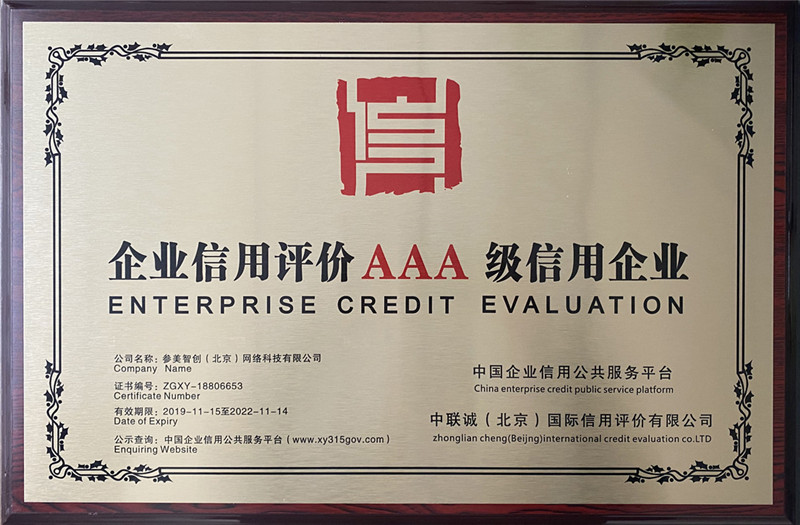 信
企业信用评价AAA级信用企业
ENTERPRISE CREDIT EVALUATION
公司名称：参美智创（北京）网络科技有限公司
Company Name
证书编号：ZGXY-18806653
Certificate Number
有效期限：2019-11-15至2022-11-14
Date of Expiry
公示查询：中国企业信用公共服务平台（www.xy315gov.com）
Enquiring Website
中国企业信用公共服务平台
China enterprise credit public service platform
中联诚（北京）国际信用评价有限公司
zhonglian cheng(Beijng)international credit evaluation co.LTD